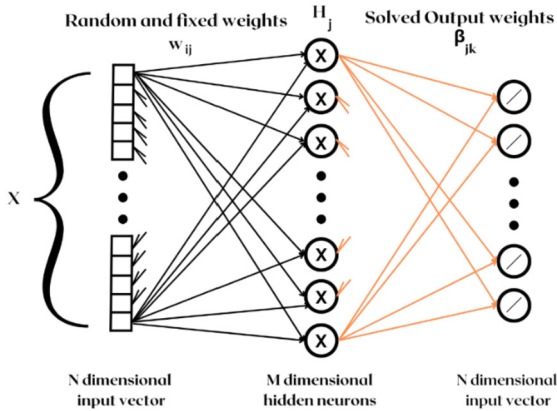 Random and fixed weights
w ij
H j
Solved Output weights
β jk
X
X
X
X
X
X
X
N dimensional
input vector
M dimensional
hidden neurons
N dimensional
input vector